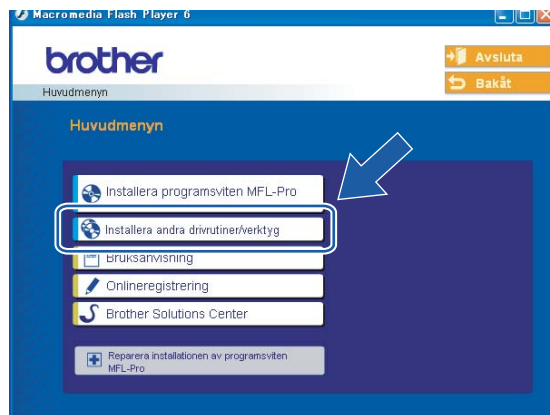 Macromedia Flash Player 6
brother
Avsluta
Bakåt
Huvudmenyn
Huvudmenyn
Installera programsviten MFL-Pro
Installera andra drivrutiner/verktyg
Bruksanvisning
Onlineregistrering
Brother Solutions Center
Reparera installationen av programsviten
MFL-Pro